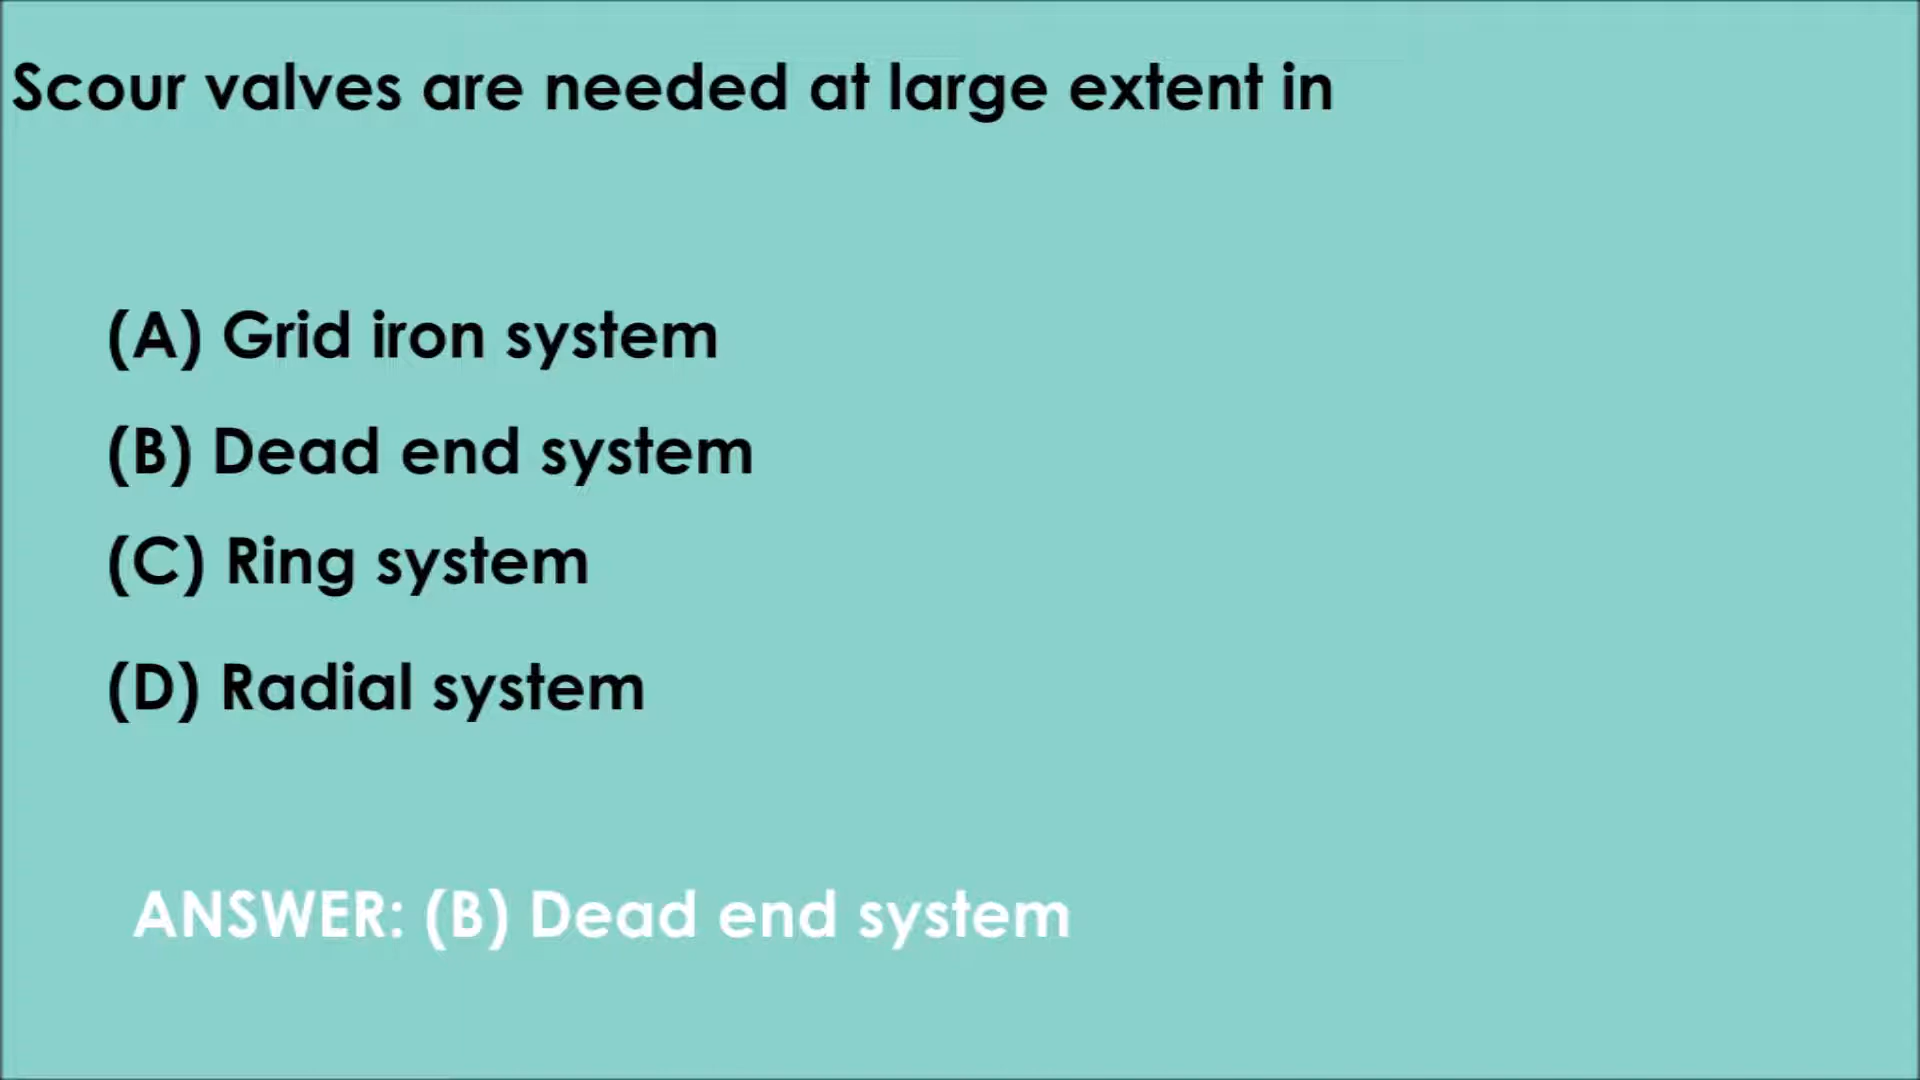 Scour valves are needed at large extent in
(A) Grid iron system
(B) Dead end system
(C) Ring system
(D) Radial system
ANSWER: (B) Dead end system